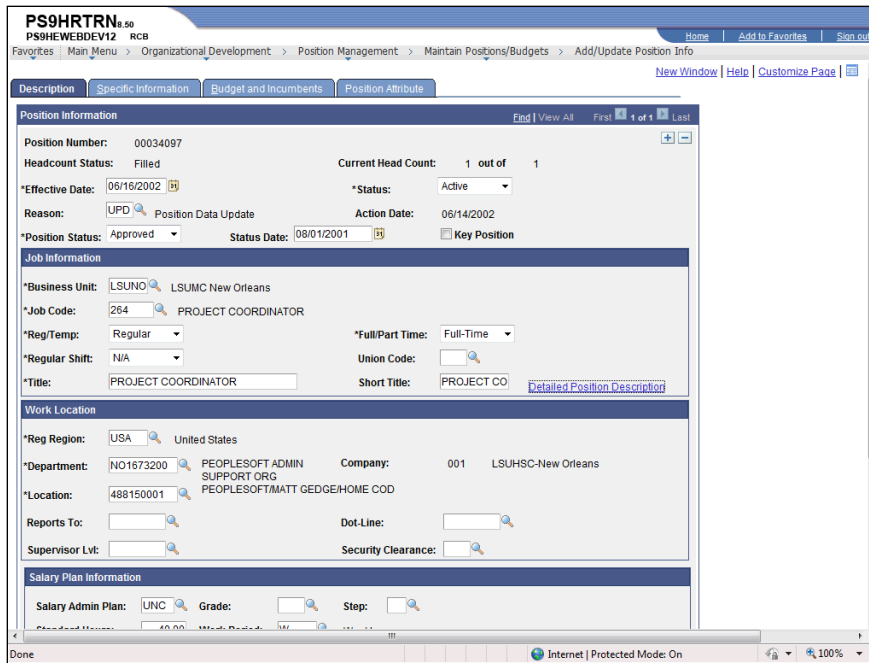 PS9HRTRN8.50
PS9HEWEBDEV12 RCB
Home Add to Favorites Sign out
Favorites Main Menu > Organizational Development > Position Management > Maintain Positions/Budgets > Add/Update Position Info
New Window | Help | Customize Page |
Description Specific Information Budget and Incumbents Position Attribute
Position Information Find | View All First 1 of 1 Last
Position Number: 00034097
Headcount Status: Filled Current Head Count: 1 out of 1
*Effective Date: 06/16/2002 *Status: Active
Reason: UPD Position Data Update Action Date: 06/14/2002
*Position Status: Approved Status Date: 08/01/2001 Key Position
Job Information
*Business Unit: LSUNO LSUMC New Orleans
*Job Code: 264 PROJECT COORDINATOR
*Reg/Temp: Regular *Full/Part Time: Full-Time
*Regular Shift: N/A Union Code:
*Title: PROJECT COORDINATOR Short Title: PROJECT CO Detailed Position Description
Work Location
*Reg Region: USA United States
*Department: NO1673200 PEOPLESOFT ADMIN SUPPORT ORG Company: 001 LSUHSC-New Orleans
*Location: 488150001 PEOPLESOFT/MATT GEDGE/HOME COD
Reports To: Dot-Line:
Supervisor Lvl: Security Clearance:
Salary Plan Information
Salary Admin Plan: UNC Grade: Step:
Standard Hours: 40.00 Work Period: W
Done Internet | Protected Mode: On 100%